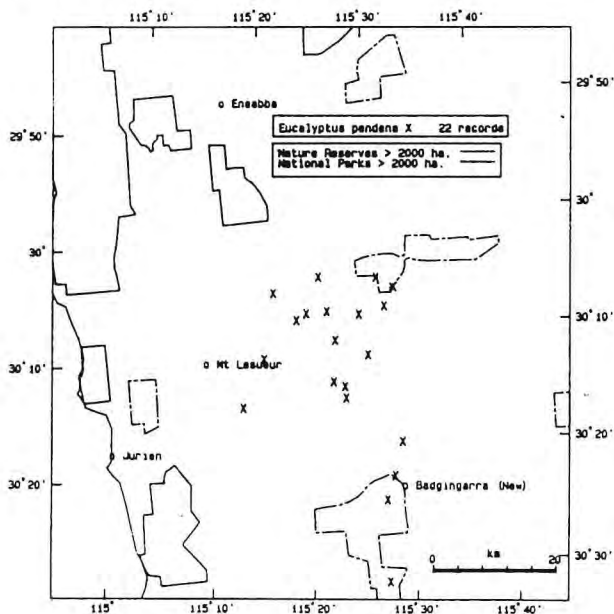 115°10' 115°20' 115°30' 115°40'
29°50'
Eneabba
Eucalyptus pendens X 22 records
29°50'
Nature Reserves > 2000 ha.
National Parks > 2000 ha.
30°
30°
30°10'
Mt Lesueur
30°10'
30°20'
Jurien
30°20'
Badgingarra (New)
km
0 20
30°30'
115° 115°10' 115°20' 115°30' 115°40'